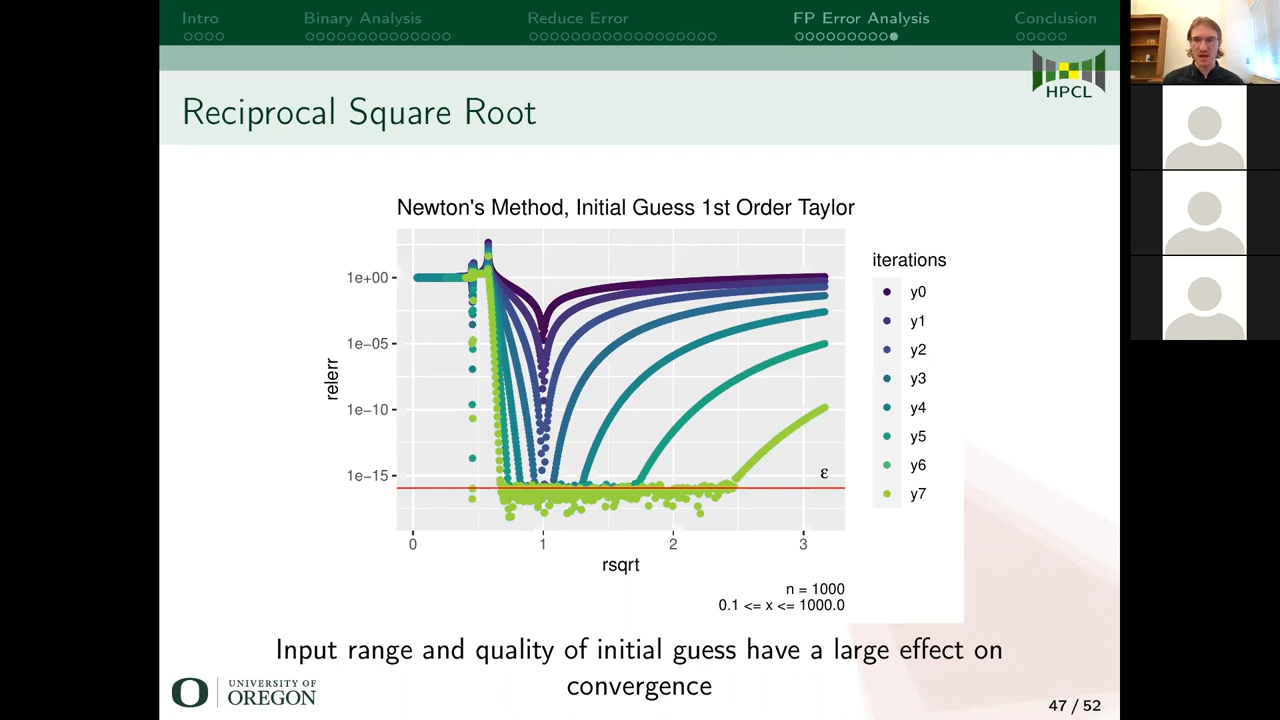 Intro
Binary Analysis
Reduce Error
FP Error Analysis
Conclusion
HPCL
Reciprocal Square Root
Newton's Method, Initial Guess 1st Order Taylor
1e+00
1e−05
1e−10
1e−15
relerr
ε
0
1
2
3
rsqrt
iterations
y0
y1
y2
y3
y4
y5
y6
y7
n = 1000
0.1 <= x <= 1000.0
Input range and quality of initial guess have a large effect on
convergence
O
UNIVERSITY OF
OREGON
47 / 52